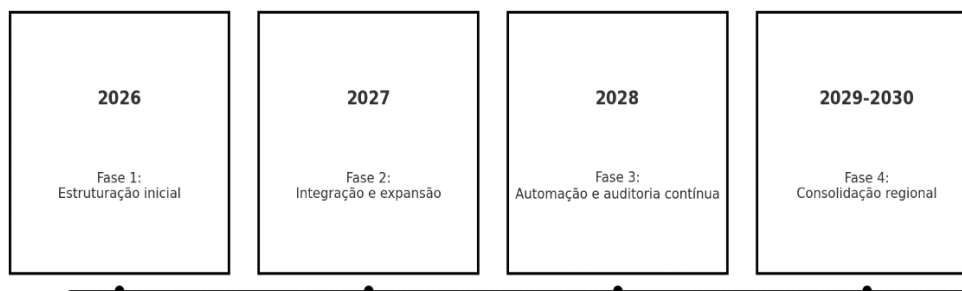 2026
Fase 1:
Estruturação inicial
2027
Fase 2:
Integração e expansão
2028
Fase 3:
Automação e auditoria contínua
2029-2030
Fase 4:
Consolidação regional